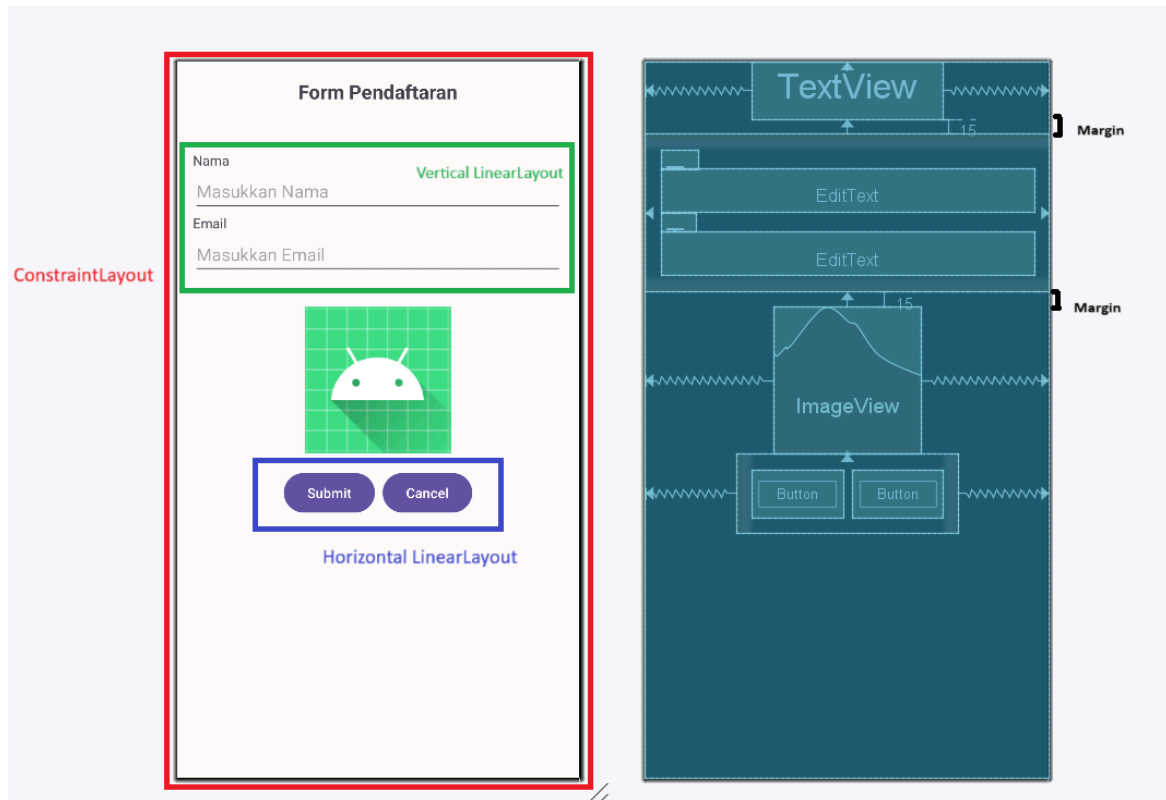 Form Pendaftaran
Nama
Vertical LinearLayout
Masukkan Nama
Email
Masukkan Email
ConstraintLayout
Submit
Cancel
Horizontal LinearLayout
TextView
15
Margin
EditText
EditText
15
Margin
ImageView
Button
Button